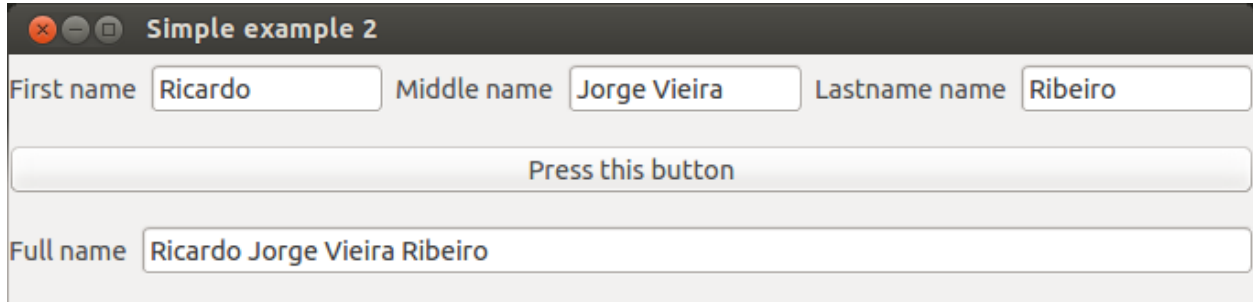 Simple example 2
First name Ricardo Middle name Jorge Vieira Lastname name Ribeiro
Press this button
Full name Ricardo Jorge Vieira Ribeiro